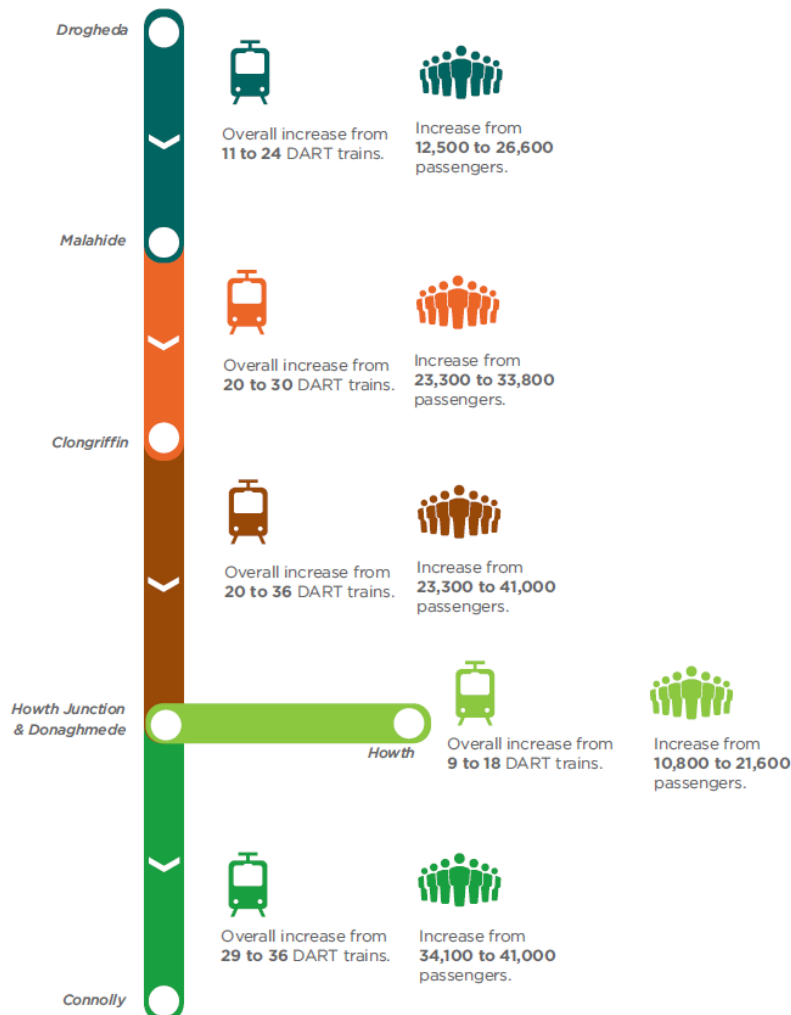 Drogheda
Overall increase from
11 to 24 DART trains.
Increase from
12,500 to 26,600
passengers.
Malahide
Overall increase from
20 to 30 DART trains.
Increase from
23,300 to 33,800
passengers.
Clongriffin
Overall increase from
20 to 36 DART trains.
Increase from
23,300 to 41,000
passengers.
Howth Junction
& Donaghmede
Howth
Overall increase from
9 to 18 DART trains.
Increase from
10,800 to 21,600
passengers.
Overall increase from
29 to 36 DART trains.
Increase from
34,100 to 41,000
passengers.
Connolly